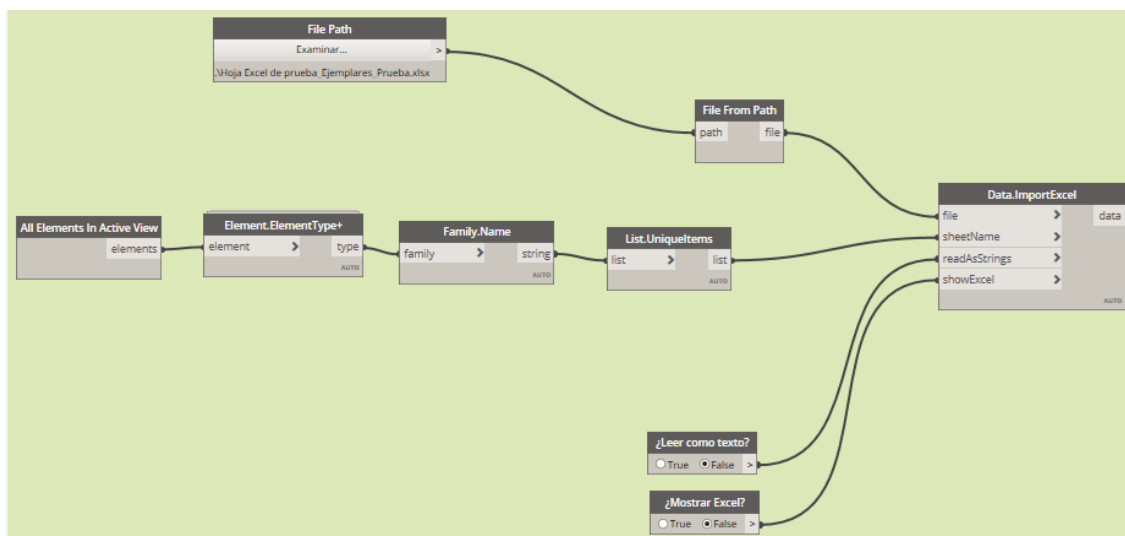 File Path
Examinar... >
.\Hoja Excel de prueba_Ejemplares_Prueba.xlsx
File From Path
path file
All Elements In Active View
elements
Element.ElementType+
element > type
AUTO
Family.Name
family > string
AUTO
List.UniqueItems
list > list
AUTO
Data.ImportExcel
file > data
sheetName >
readAsStrings >
showExcel >
AUTO
¿Leer como texto?
True False >
¿Mostrar Excel?
True False >